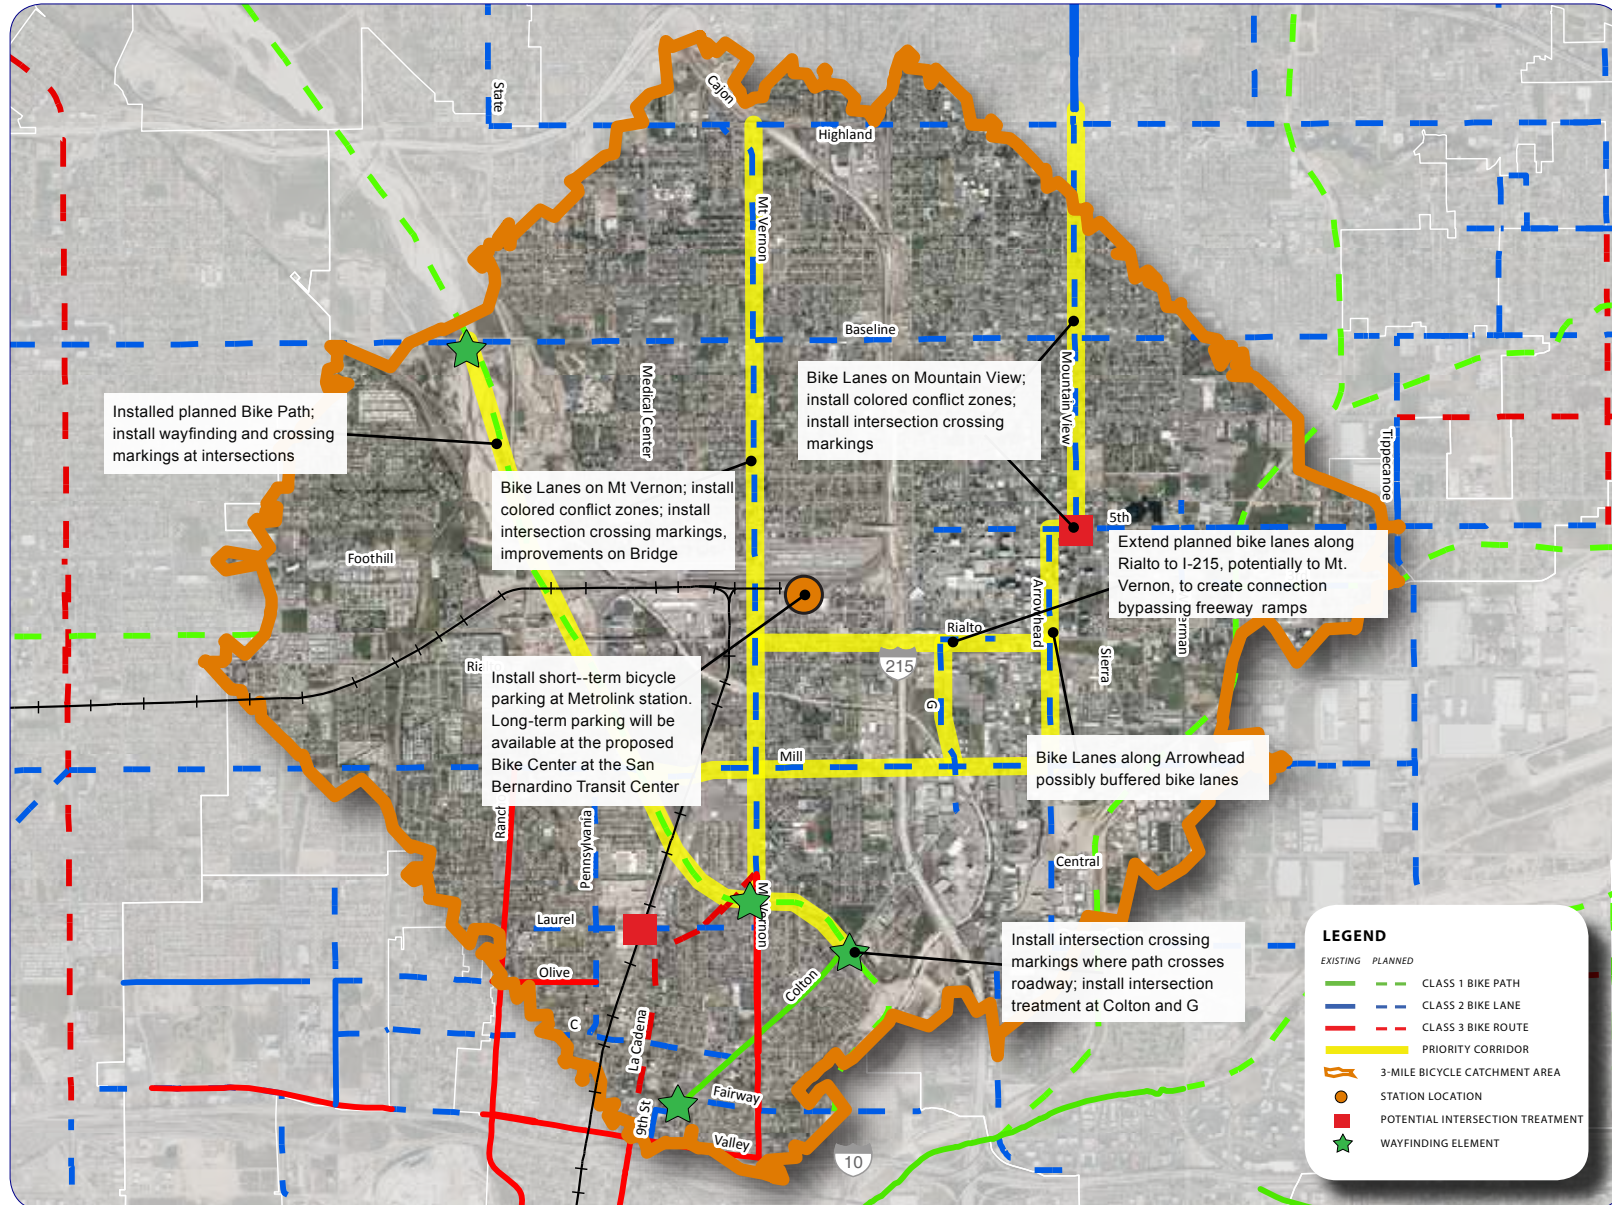 State
Cajon
Highland
Mt Vernon
Baseline
Medical Center
Mountain View
Tippecanoe
Bike Lanes on Mountain View;
install colored conflict zones;
install intersection crossing
markings
Installed planned Bike Path;
install wayfinding and crossing
markings at intersections
Bike Lanes on Mt Vernon; install
colored conflict zones; install
intersection crossing markings,
improvements on Bridge
5th
Extend planned bike lanes along
Rialto to I-215, potentially to Mt.
Vernon, to create connection
bypassing freeway ramps
Foothill
Arrowhead
Rialto
erman
Sierra
215
Ria
Install short--term bicycle
parking at Metrolink station.
Long-term parking will be
available at the proposed
Bike Center at the San
Bernardino Transit Center
G
Mill
Bike Lanes along Arrowhead
possibly buffered bike lanes
Ranch
Pennsylvania
Central
Laurel
Mt Vernon
Olive
Colton
Install intersection crossing
markings where path crosses
roadway; install intersection
treatment at Colton and G
C
La Cadena
Fairway
9th St
Valley
10
LEGEND
EXISTING PLANNED
CLASS 1 BIKE PATH
CLASS 2 BIKE LANE
CLASS 3 BIKE ROUTE
PRIORITY CORRIDOR
3-MILE BICYCLE CATCHMENT AREA
STATION LOCATION
POTENTIAL INTERSECTION TREATMENT
WAYFINDING ELEMENT